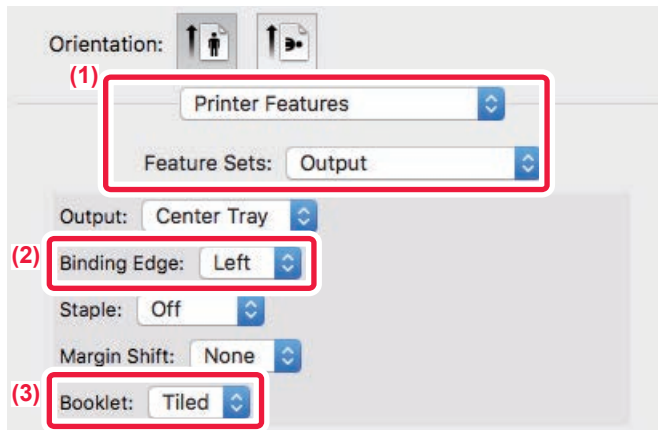 Orientation:
(1)
Printer Features
Feature Sets: Output
Output: Center Tray
(2) Binding Edge: Left
Staple: Off
Margin Shift: None
(3) Booklet: Tiled